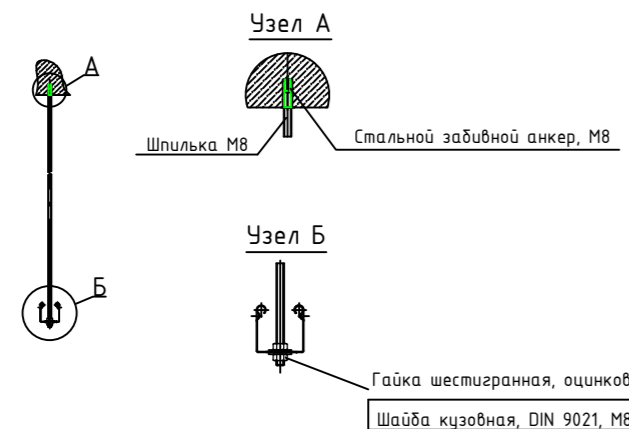 Узел А
А
Шпилька М8
Стальной забивной анкер, М8
Узел Б
Б
Гайка шестигранная, оцинков
Шайба кузовная, DIN 9021, М8